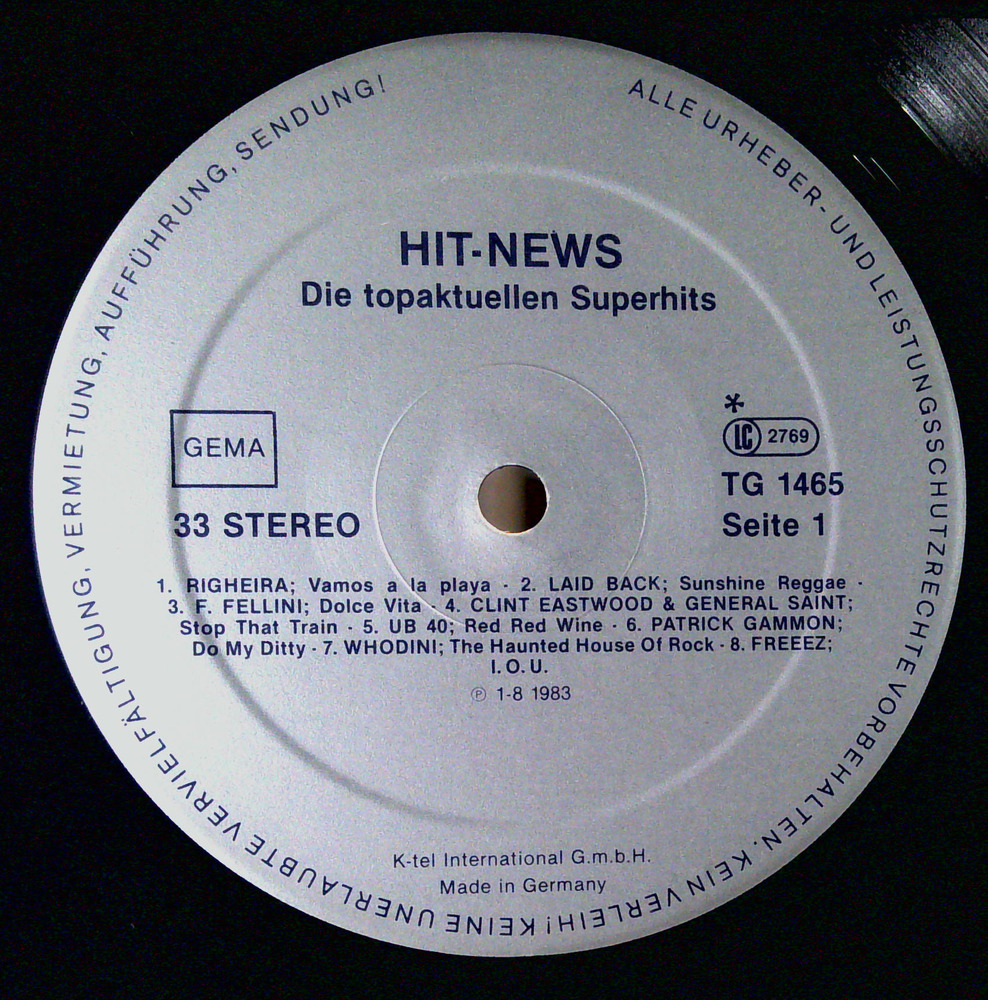 ALLE URHEBER- UND LEISTUNGSSCHUTZRECHTE VORBEHALTEN. KEIN VERLEIH! KEINE UNERLAUBTE VERVIELFÄLTIGUNG, VERMIETUNG, AUFFÜHRUNG, SENDUNG!
HIT-NEWS
Die topaktuellen Superhits
GEMA
33 STEREO
*
LC 2769
TG 1465
Seite 1
1. RIGHEIRA; Vamos a la playa · 2. LAID BACK; Sunshine Reggae ·
3. F. FELLINI; Dolce Vita · 4. CLINT EASTWOOD & GENERAL SAINT;
Stop That Train · 5. UB 40; Red Red Wine · 6. PATRICK GAMMON;
Do My Ditty · 7. WHODINI; The Haunted House Of Rock · 8. FREEEZ;
I.O.U.
℗ 1-8 1983
K-tel International G.m.b.H.
Made in Germany